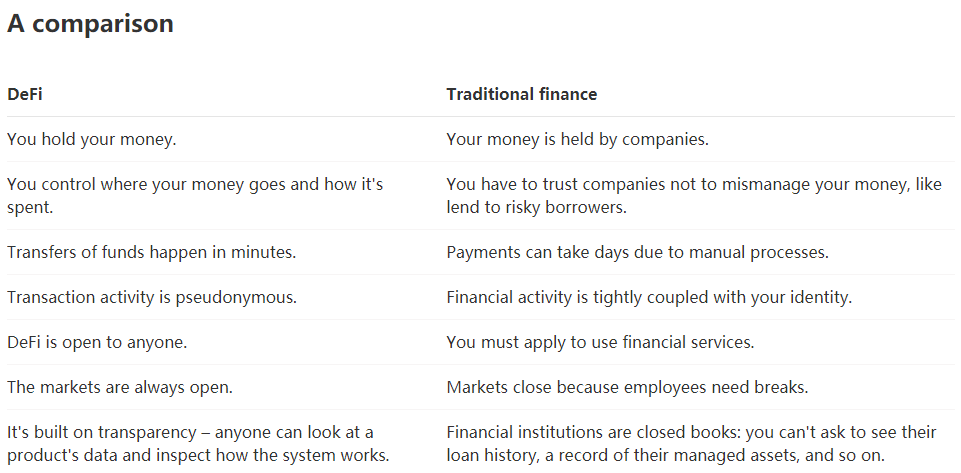 A comparison
DeFi
Traditional finance
You hold your money.
Your money is held by companies.
You control where your money goes and how it's
spent.
You have to trust companies not to mismanage your money, like
lend to risky borrowers.
Transfers of funds happen in minutes.
Payments can take days due to manual processes.
Transaction activity is pseudonymous.
Financial activity is tightly coupled with your identity.
DeFi is open to anyone.
You must apply to use financial services.
The markets are always open.
Markets close because employees need breaks.
It's built on transparency – anyone can look at a
product's data and inspect how the system works.
Financial institutions are closed books: you can't ask to see their
loan history, a record of their managed assets, and so on.